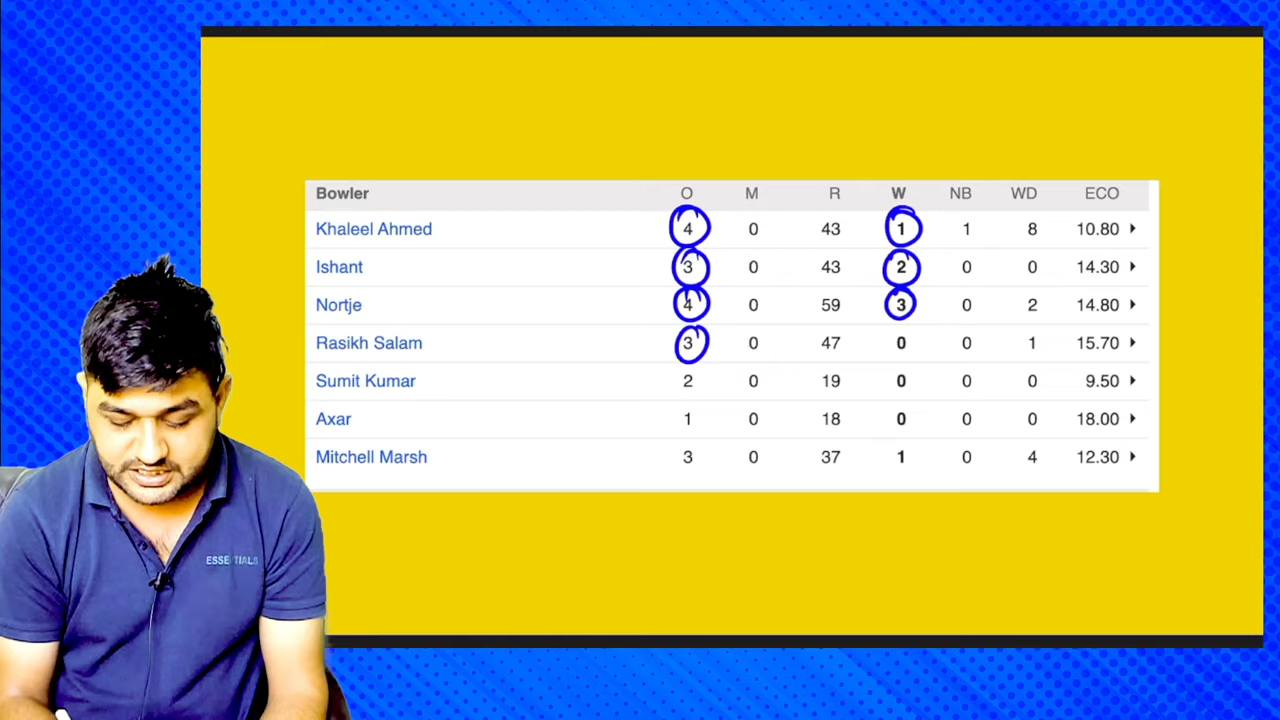 Bowler O M R W NB WD ECO
Khaleel Ahmed 4 0 43 1 1 8 10.80
Ishant 3 0 43 2 0 0 14.30
Nortje 4 0 59 3 0 2 14.80
Rasikh Salam 3 0 47 0 0 1 15.70
Sumit Kumar 2 0 19 0 0 0 9.50
Axar 1 0 18 0 0 0 18.00
Mitchell Marsh 3 0 37 1 0 4 12.30
ESSENTIALS